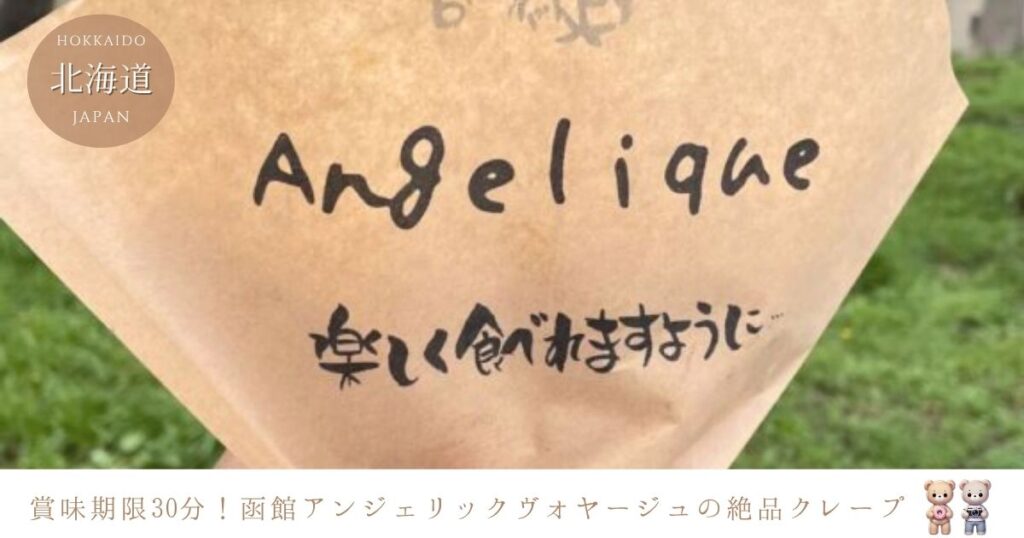 HOKKAIDO
北海道
JAPAN
Angelique
楽しく食べれますように…
賞味期限30分！函館アンジェリックヴォヤージュの絶品クレープ